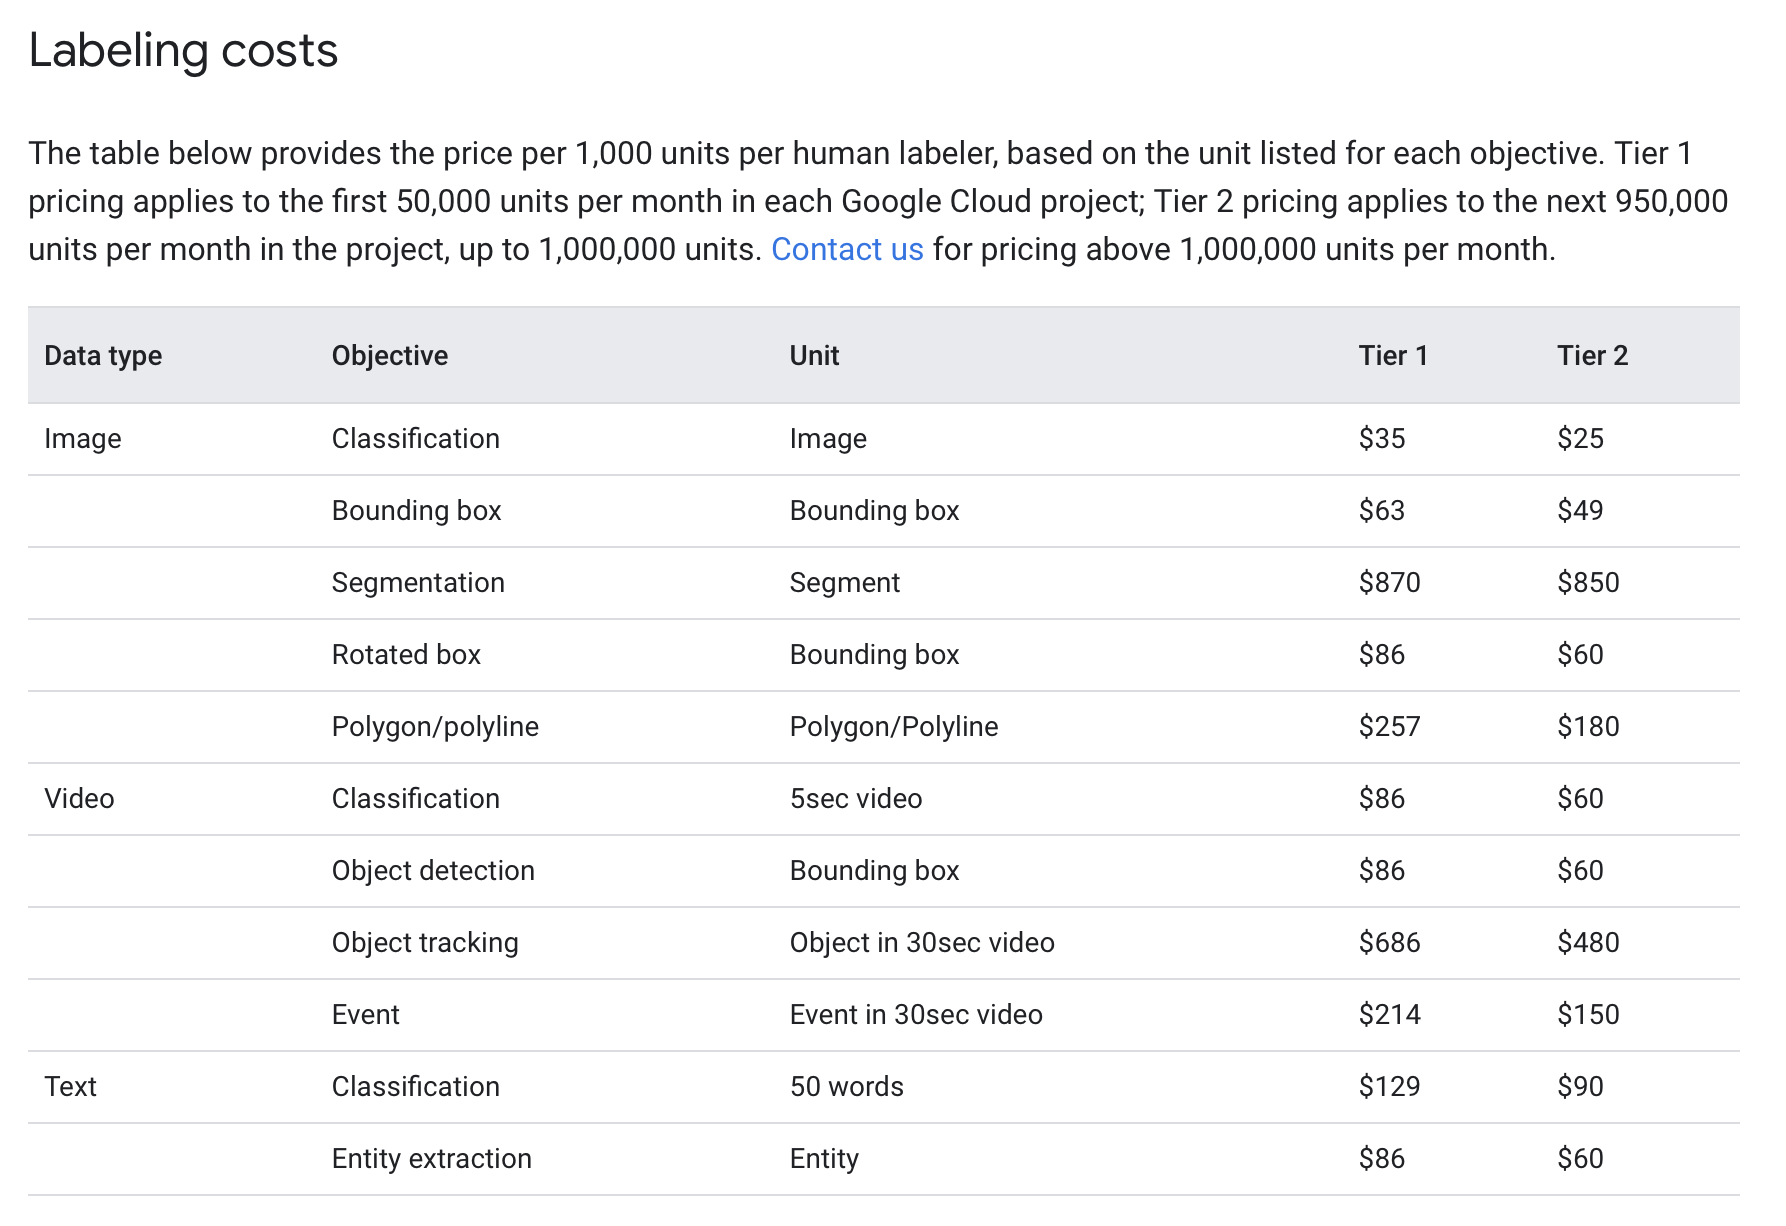 Labeling costs
The table below provides the price per 1,000 units per human labeler, based on the unit listed for each objective. Tier 1
pricing applies to the first 50,000 units per month in each Google Cloud project; Tier 2 pricing applies to the next 950,000
units per month in the project, up to 1,000,000 units. Contact us for pricing above 1,000,000 units per month.
Data type Objective Unit Tier 1 Tier 2
Image Classification Image $35 $25
Bounding box Bounding box $63 $49
Segmentation Segment $870 $850
Rotated box Bounding box $86 $60
Polygon/polyline Polygon/Polyline $257 $180
Video Classification 5sec video $86 $60
Object detection Bounding box $86 $60
Object tracking Object in 30sec video $686 $480
Event Event in 30sec video $214 $150
Text Classification 50 words $129 $90
Entity extraction Entity $86 $60